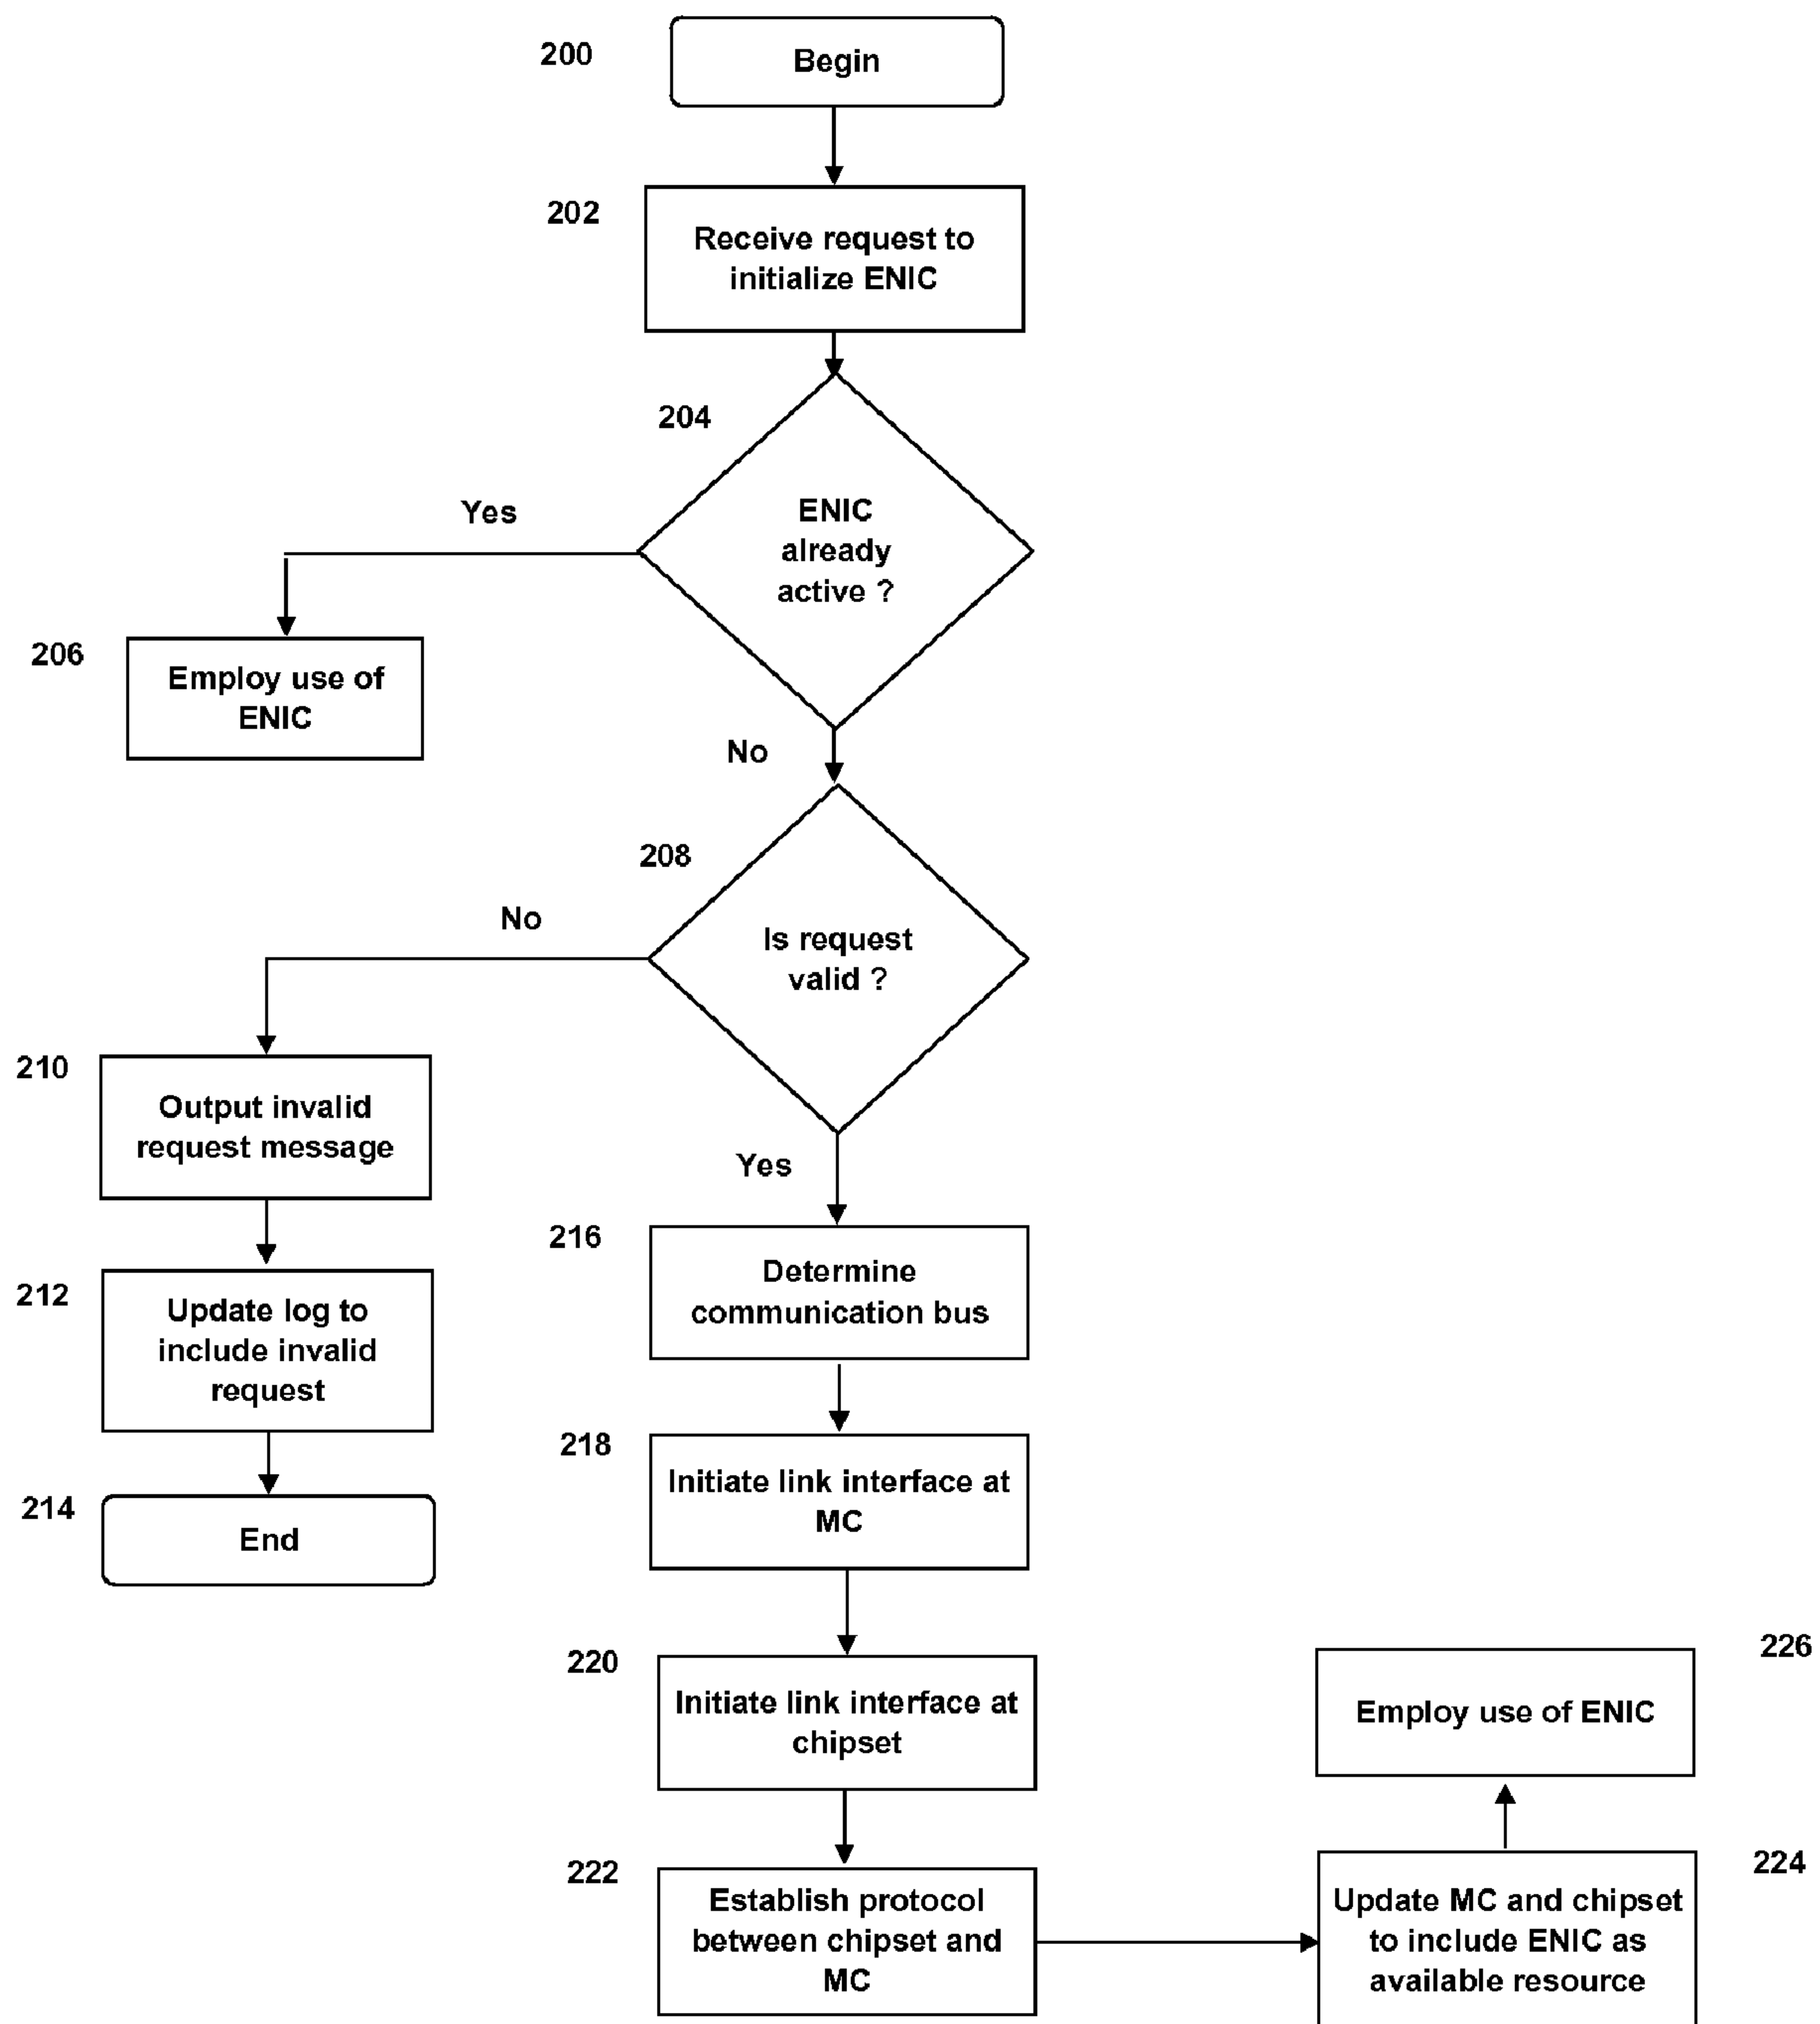 200
Begin
202
Receive request to
initialize ENIC
204
ENIC
already
active ?
Yes
206
Employ use of
ENIC
No
208
Is request
valid ?
No
210
Output invalid
request message
212
Update log to
include invalid
request
214
End
Yes
216
Determine
communication bus
218
Initiate link interface at
MC
220
Initiate link interface at
chipset
222
Establish protocol
between chipset and
MC
224
Update MC and chipset
to include ENIC as
available resource
226
Employ use of ENIC